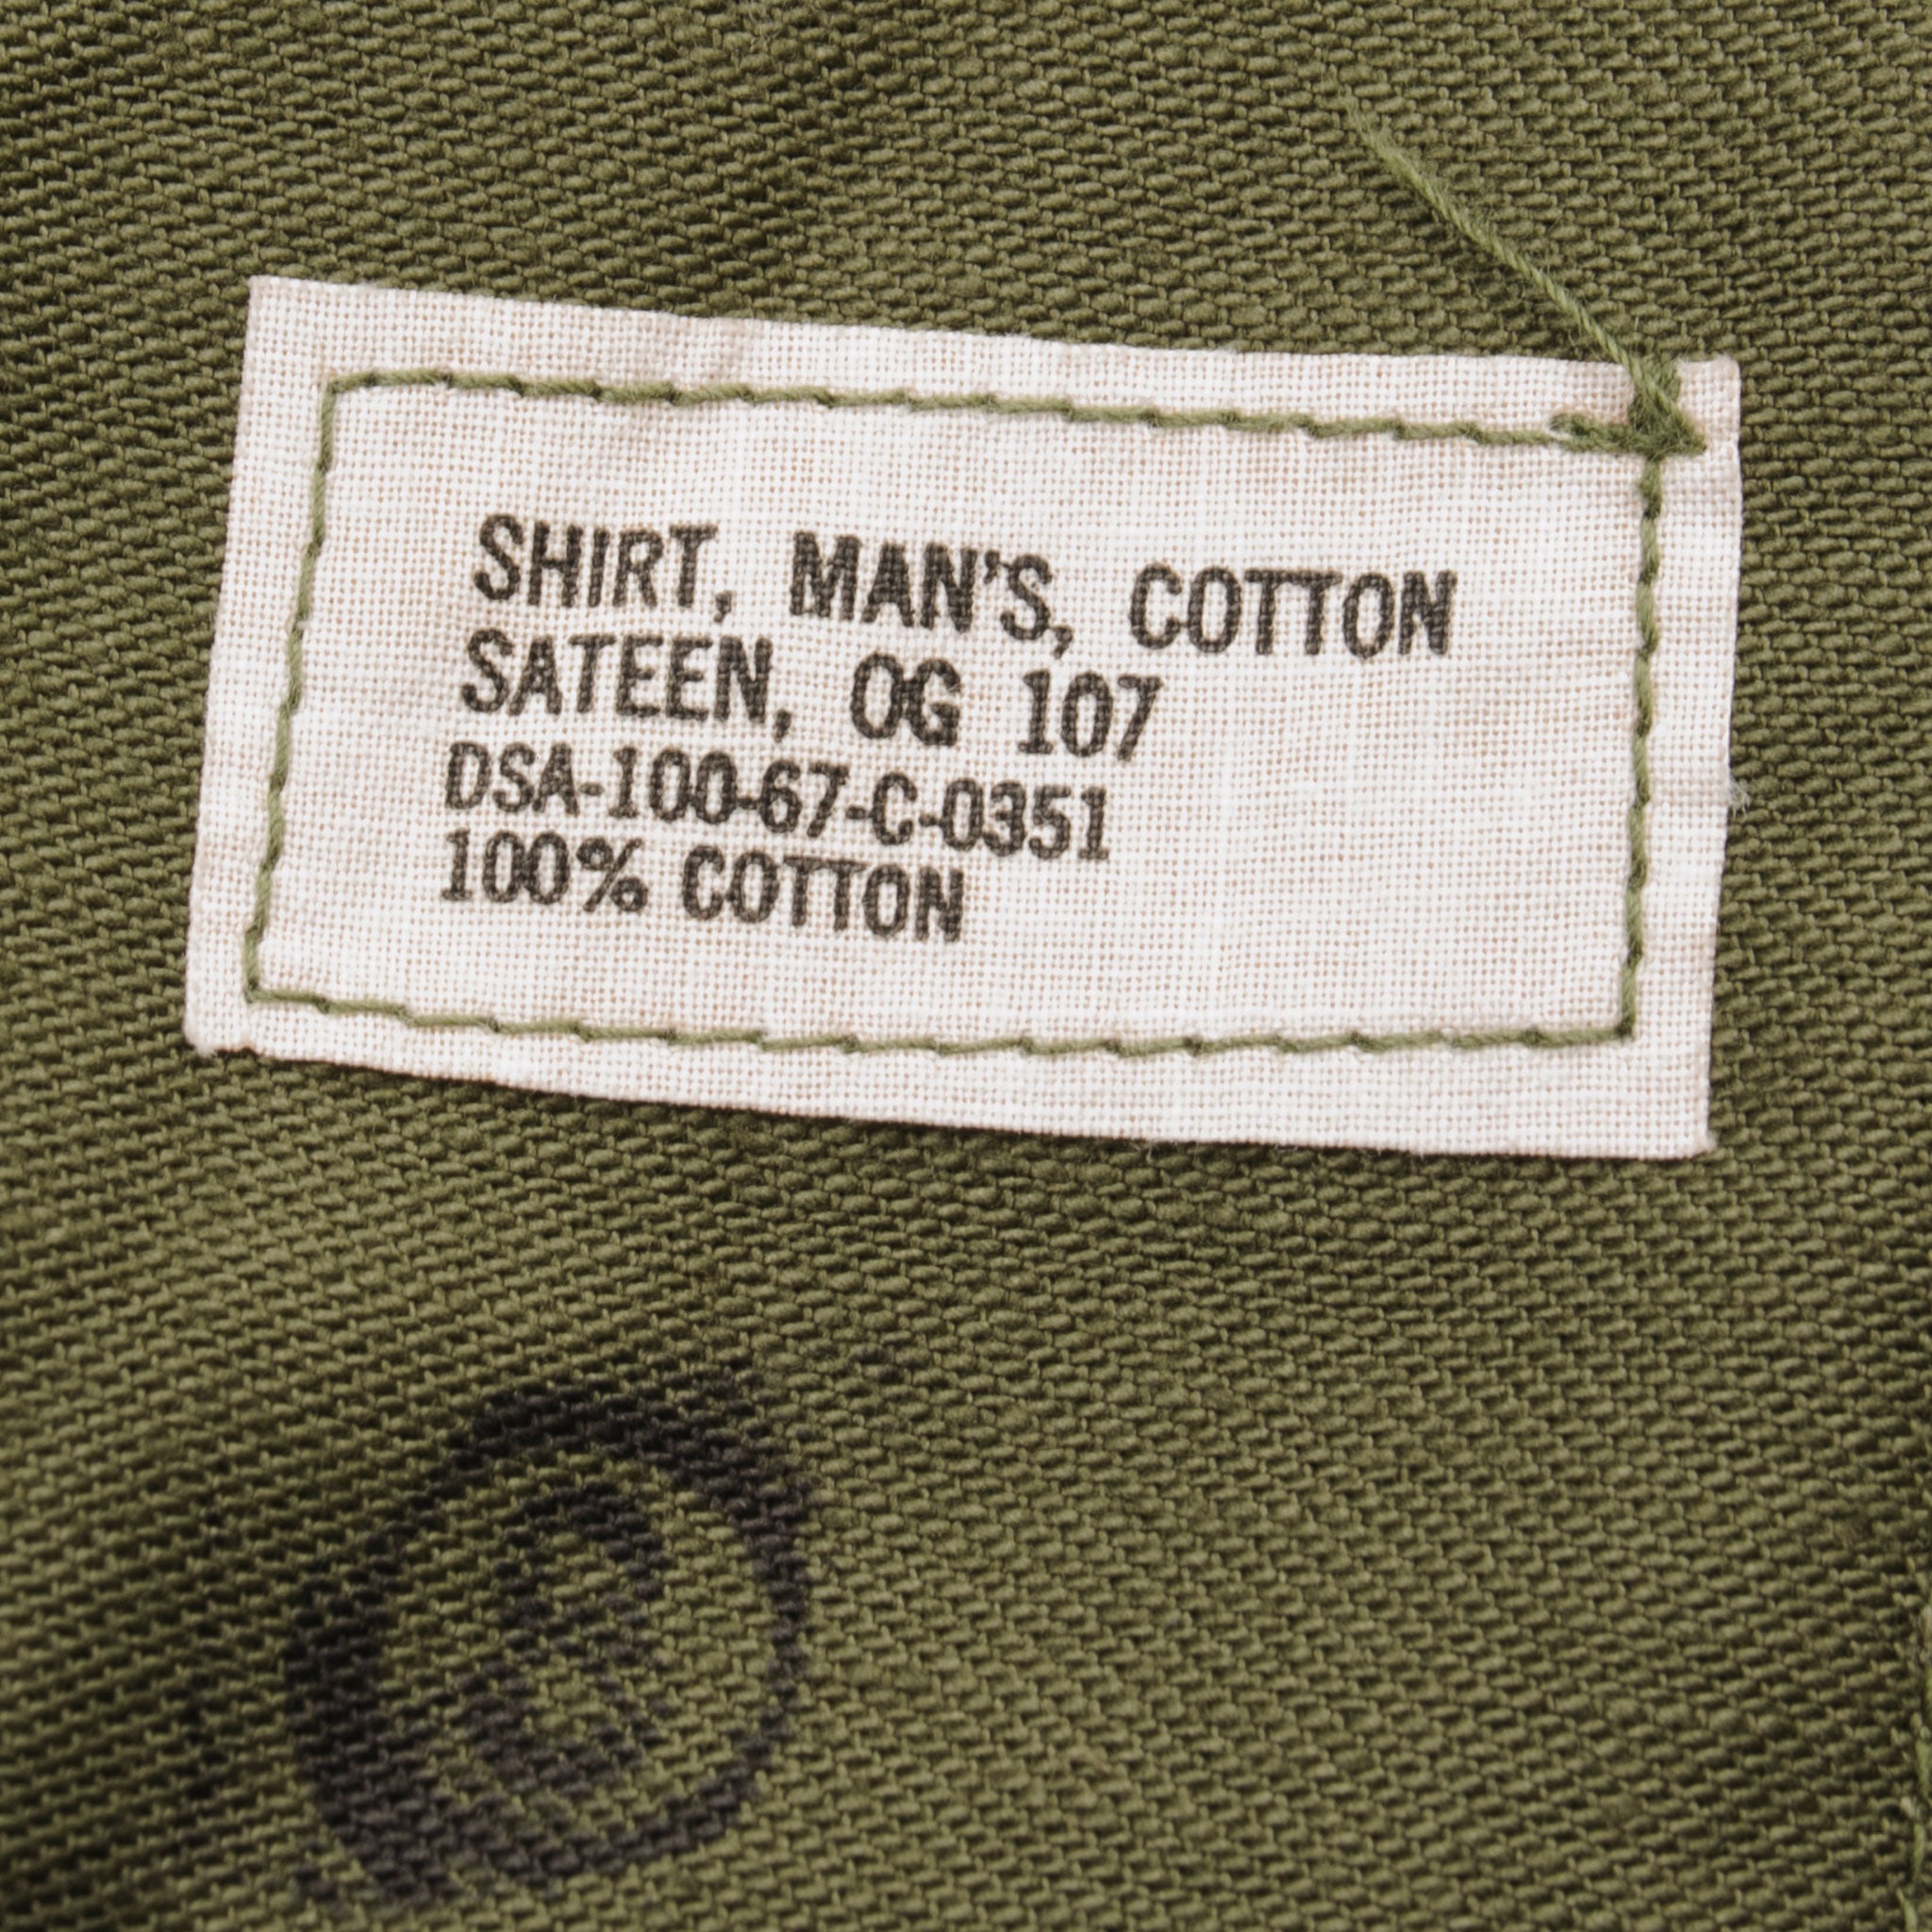 SHIRT, MAN'S, COTTON
SATEEN, OG 107
DSA-100-67-C-0351
100% COTTON